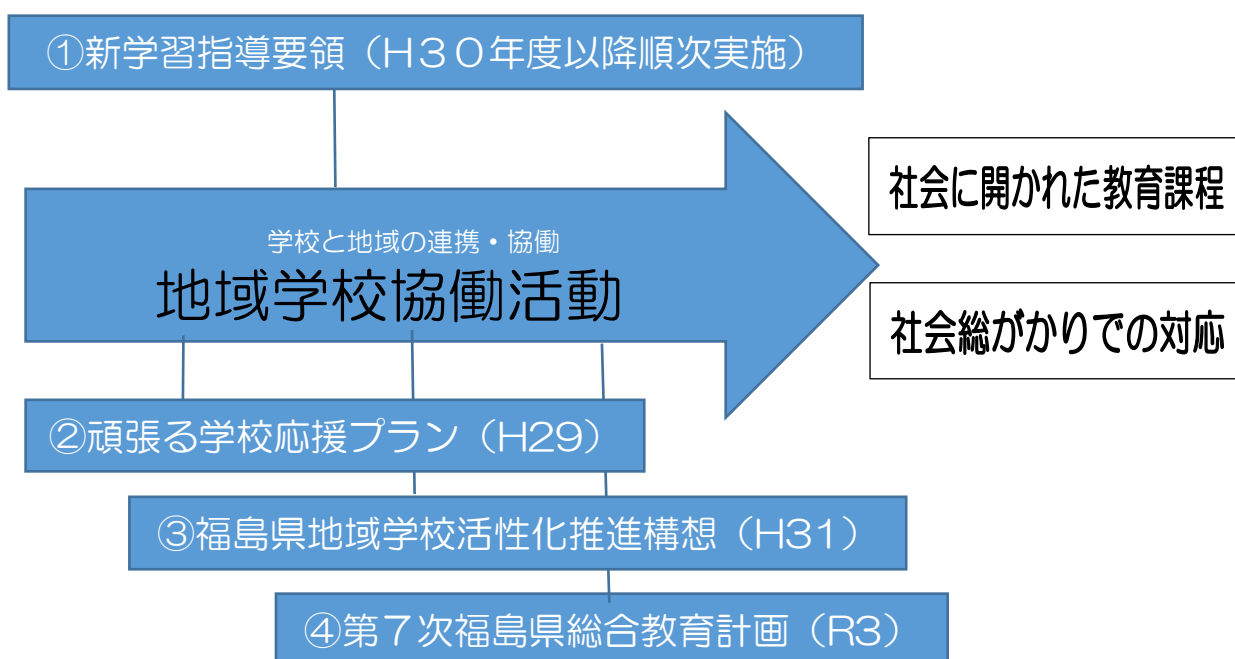 ①新学習指導要領（Ｈ３０年度以降順次実施）
学校と地域の連携・協働
地域学校協働活動
社会に開かれた教育課程
社会総がかりでの対応
②頑張る学校応援プラン（H29）
③福島県地域学校活性化推進構想（H31）
④第７次福島県総合教育計画（R3）